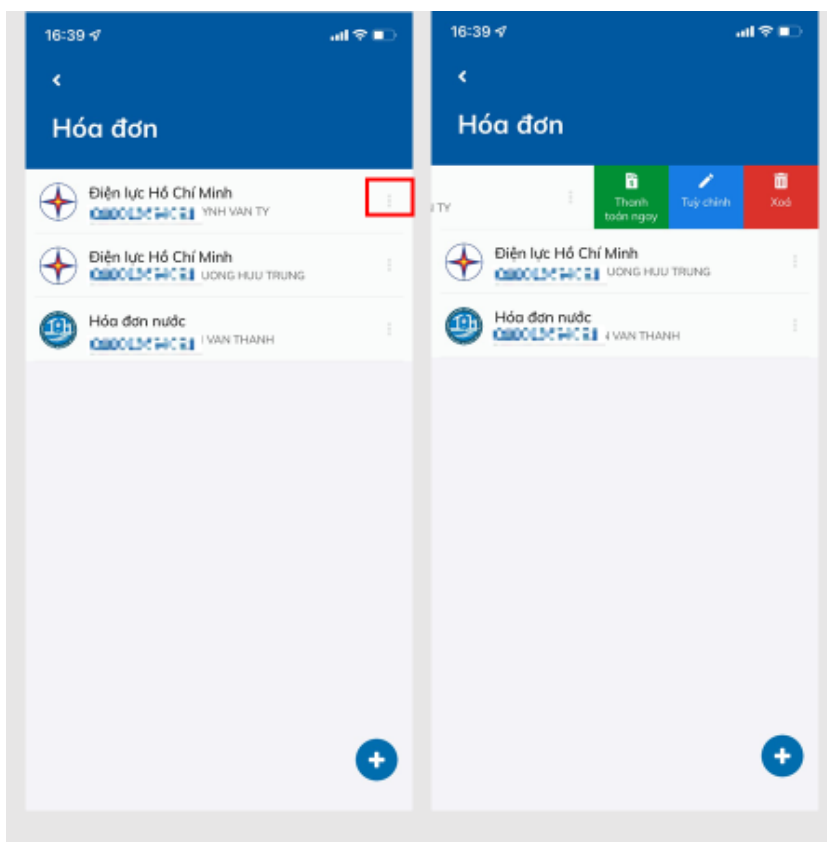 16:39
Hóa đơn
Điện lực Hồ Chí Minh
YNH VAN TY
Điện lực Hồ Chí Minh
UONG HUU TRUNG
Hóa đơn nước
VAN THANH
16:39
Hóa đơn
TY
Thanh toán ngay
Tuỳ chỉnh
Xoá
Điện lực Hồ Chí Minh
UONG HUU TRUNG
Hóa đơn nước
VAN THANH